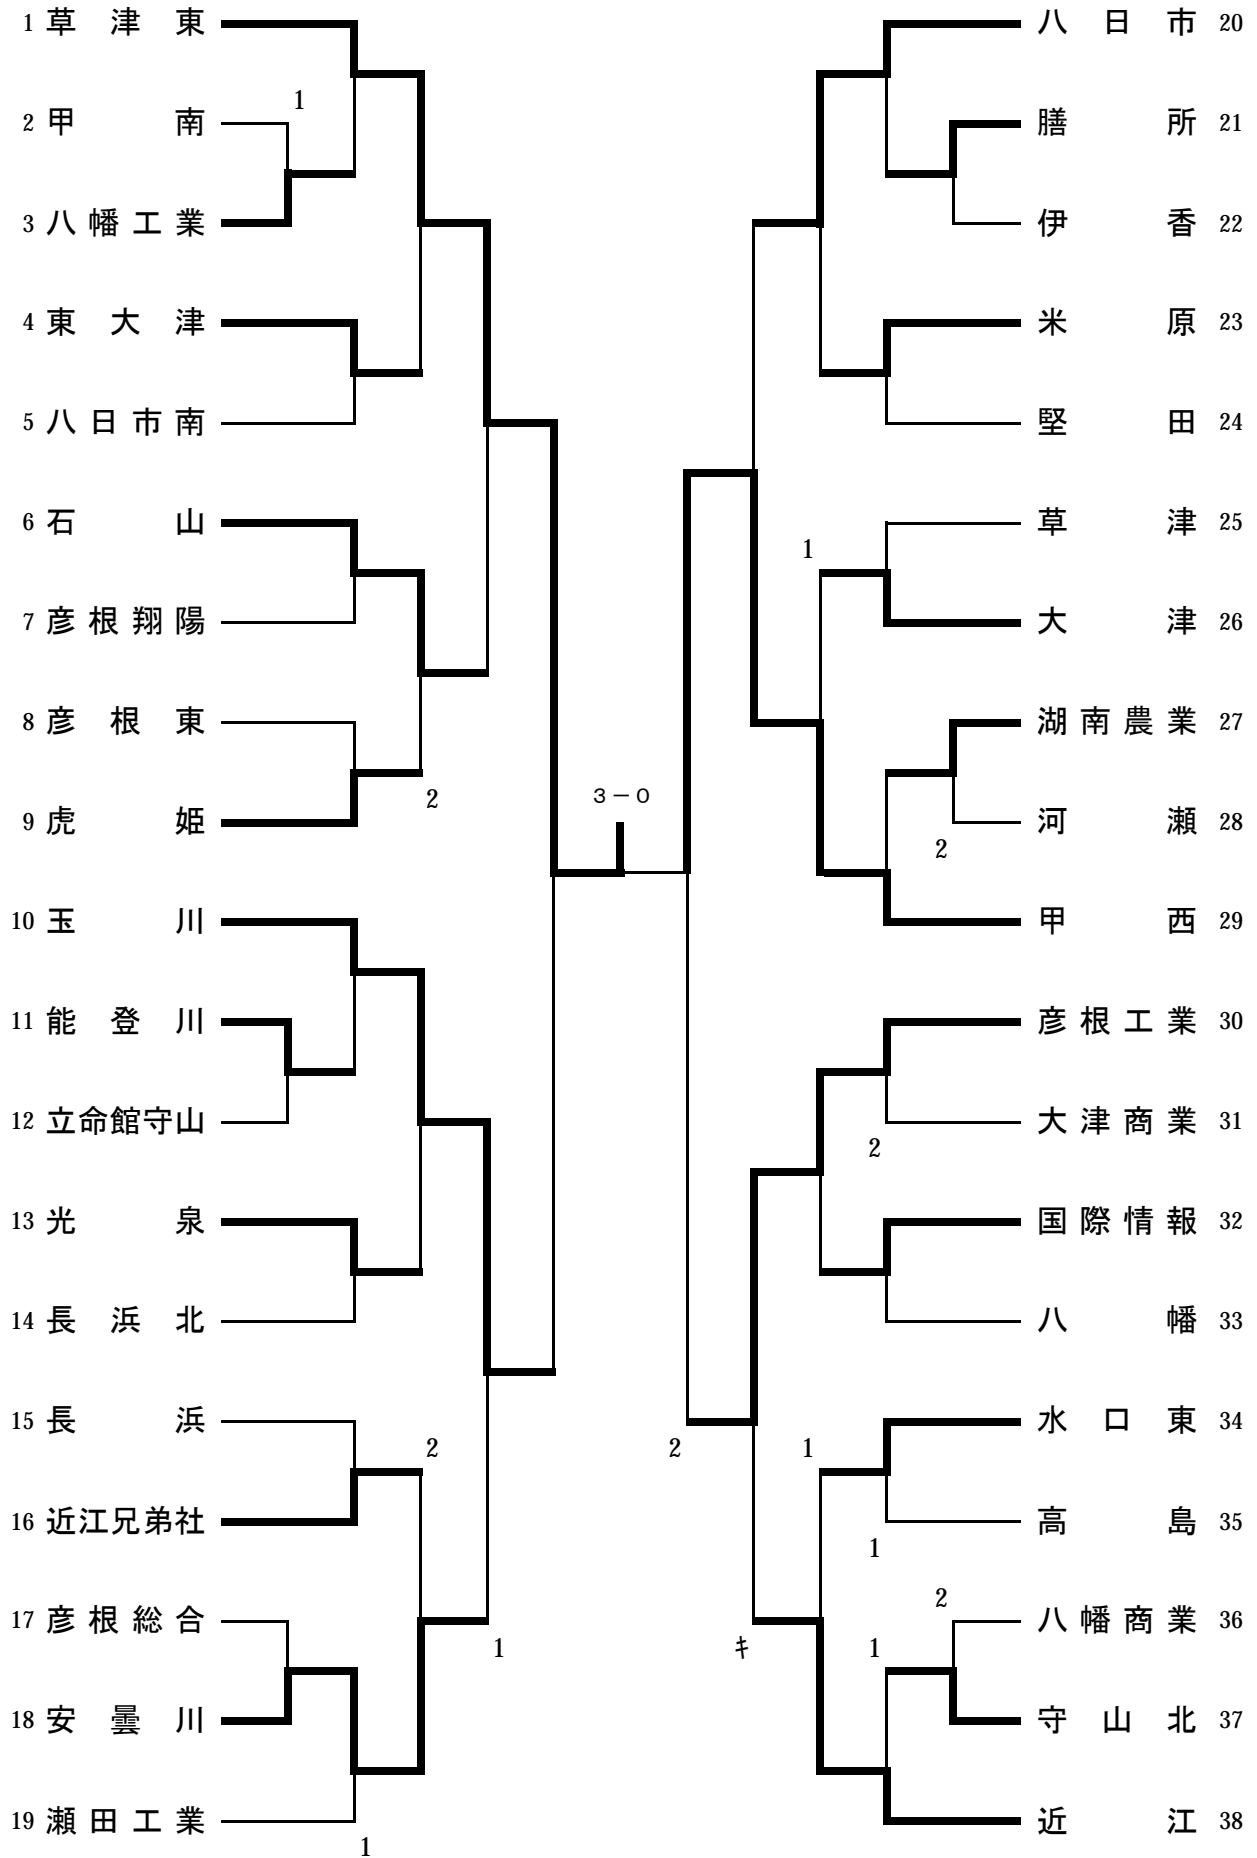 1 草津東
1
2 甲南
3 八幡工業
4 東大津
5 八日市南
6 石山
7 彦根翔陽
8 彦根東
2
9 虎姫
10 玉川
11 能登川
12 立命館守山
13 光泉
14 長浜北
15 長浜
2
16 近江兄弟社
17 彦根総合
1
18 安曇川
19 瀬田工業
1
3-0
八日市 20
膳所 21
伊香 22
米原 23
堅田 24
草津 25
1
大津 26
湖南農業 27
河瀬 28
2
甲西 29
彦根工業 30
大津商業 31
2
国際情報 32
八幡 33
水口東 34
2
1
高島 35
1
2
八幡商業 36
ｷ
1
守山北 37
近江 38